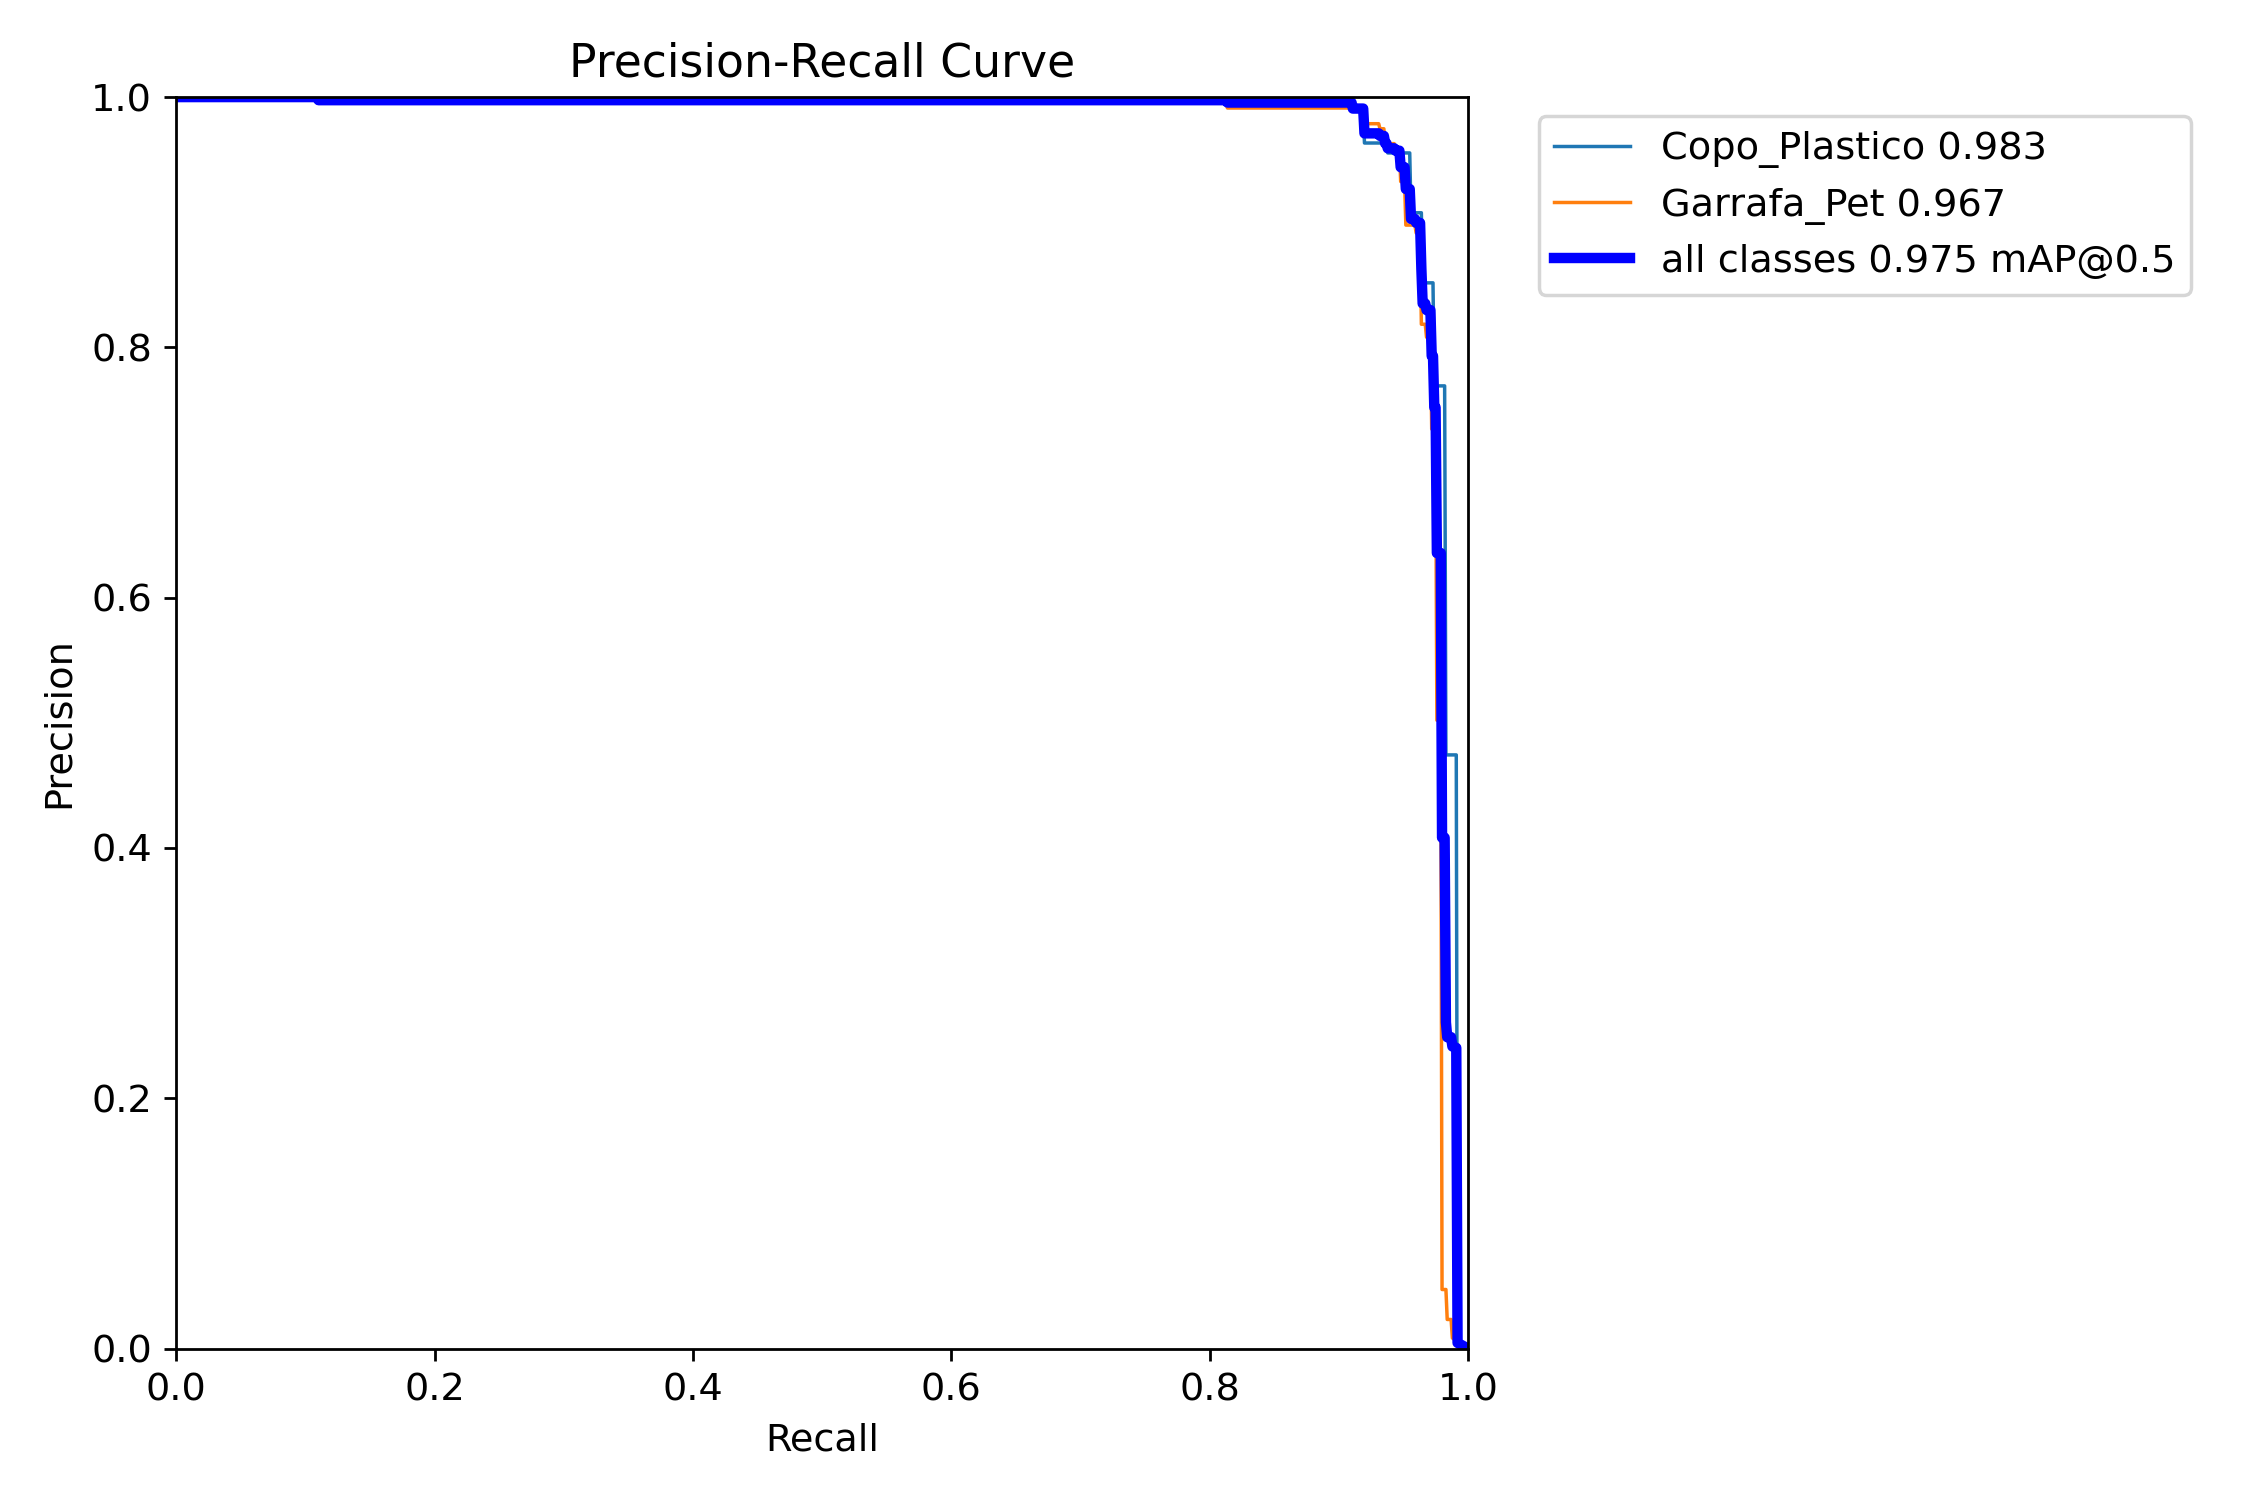 Precision-Recall Curve
1.0
0.8
0.6
0.4
0.2
0.0
Precision
0.0 0.2 0.4 0.6 0.8 1.0
Recall
Copo_Plastico 0.983
Garrafa_Pet 0.967
all classes 0.975 mAP@0.5